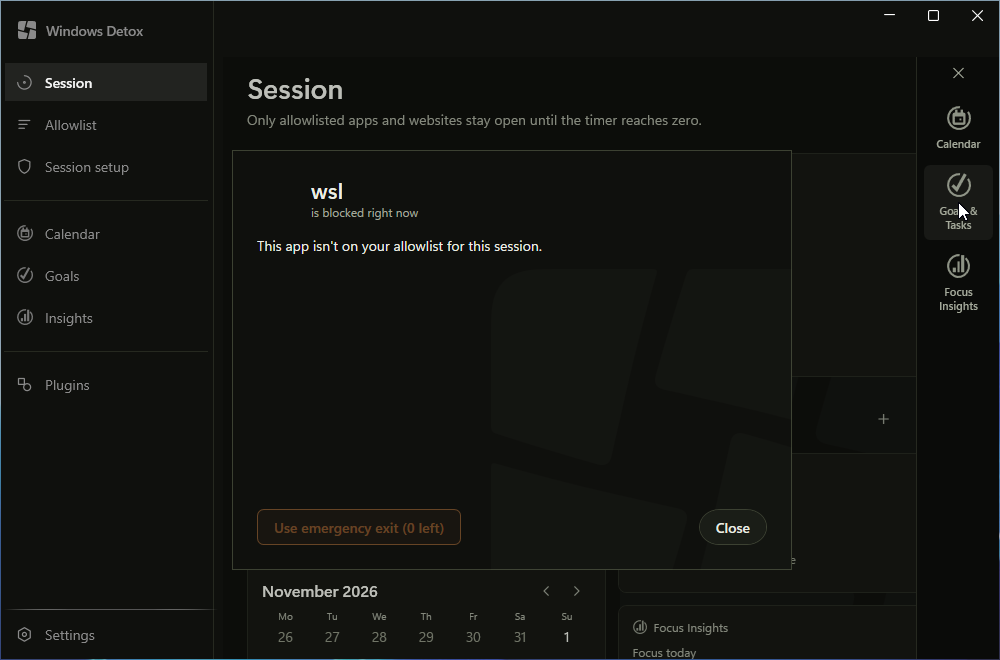 Windows Detox
Session
Allowlist
Session setup
Calendar
Goals
Insights
Plugins
Settings
Session
Only allowlisted apps and websites stay open until the timer reaches zero.
wsl
is blocked right now
This app isn't on your allowlist for this session.
Use emergency exit (0 left)
Close
November 2026
Mo Tu We Th Fr Sa Su
26 27 28 29 30 31 1
Focus Insights
Focus today
Calendar
Goals &
Tasks
Focus
Insights